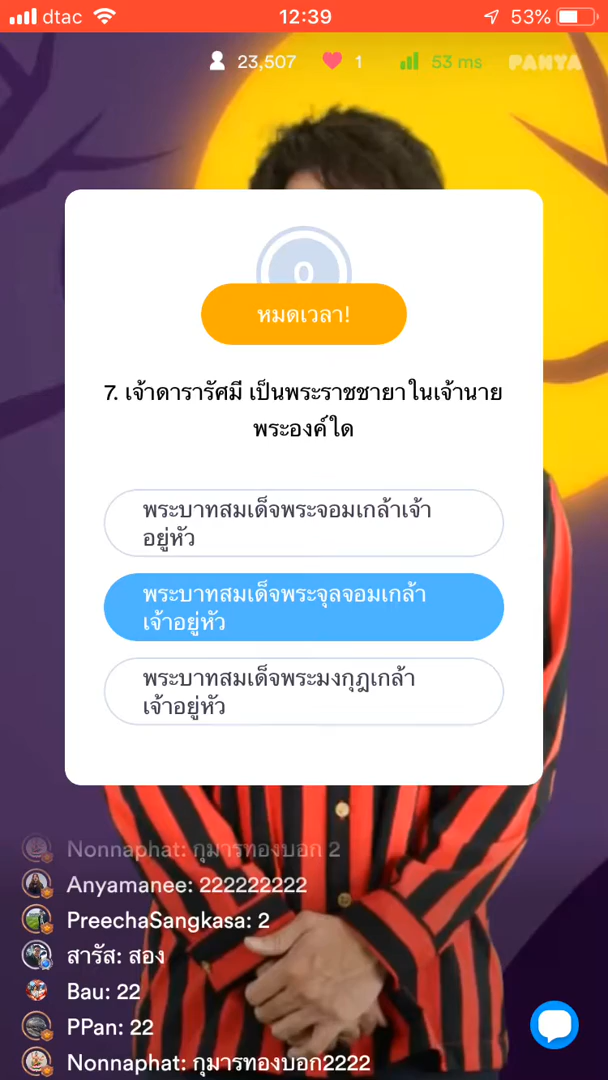 dtac 12:39 53%
23,507 1 53 ms PANYA
0
หมดเวลา!
7. เจ้าดารารัศมี เป็นพระราชชายาในเจ้านาย
พระองค์ใด
พระบาทสมเด็จพระจอมเกล้าเจ้า
อยู่หัว
พระบาทสมเด็จพระจุลจอมเกล้า
เจ้าอยู่หัว
พระบาทสมเด็จพระมงกุฎเกล้า
เจ้าอยู่หัว
Nonnaphat: กุมารทองบอก 2
Anyamanee: 222222222
PreechaSangkasa: 2
สารัส: สอง
Bau: 22
PPan: 22
Nonnaphat: กุมารทองบอก2222